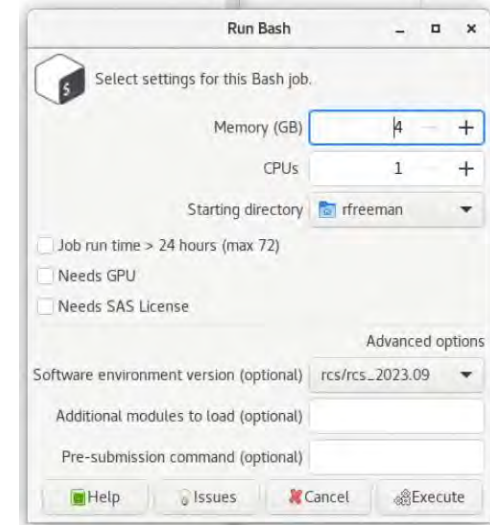 Run Bash
Select settings for this Bash job.
Memory (GB) 4 +
CPUs 1 +
Starting directory rfreeman
Job run time > 24 hours (max 72)
Needs GPU
Needs SAS License
Advanced options
Software environment version (optional) rcs/rcs_2023.09
Additional modules to load (optional)
Pre-submission command (optional)
Help Issues Cancel Execute